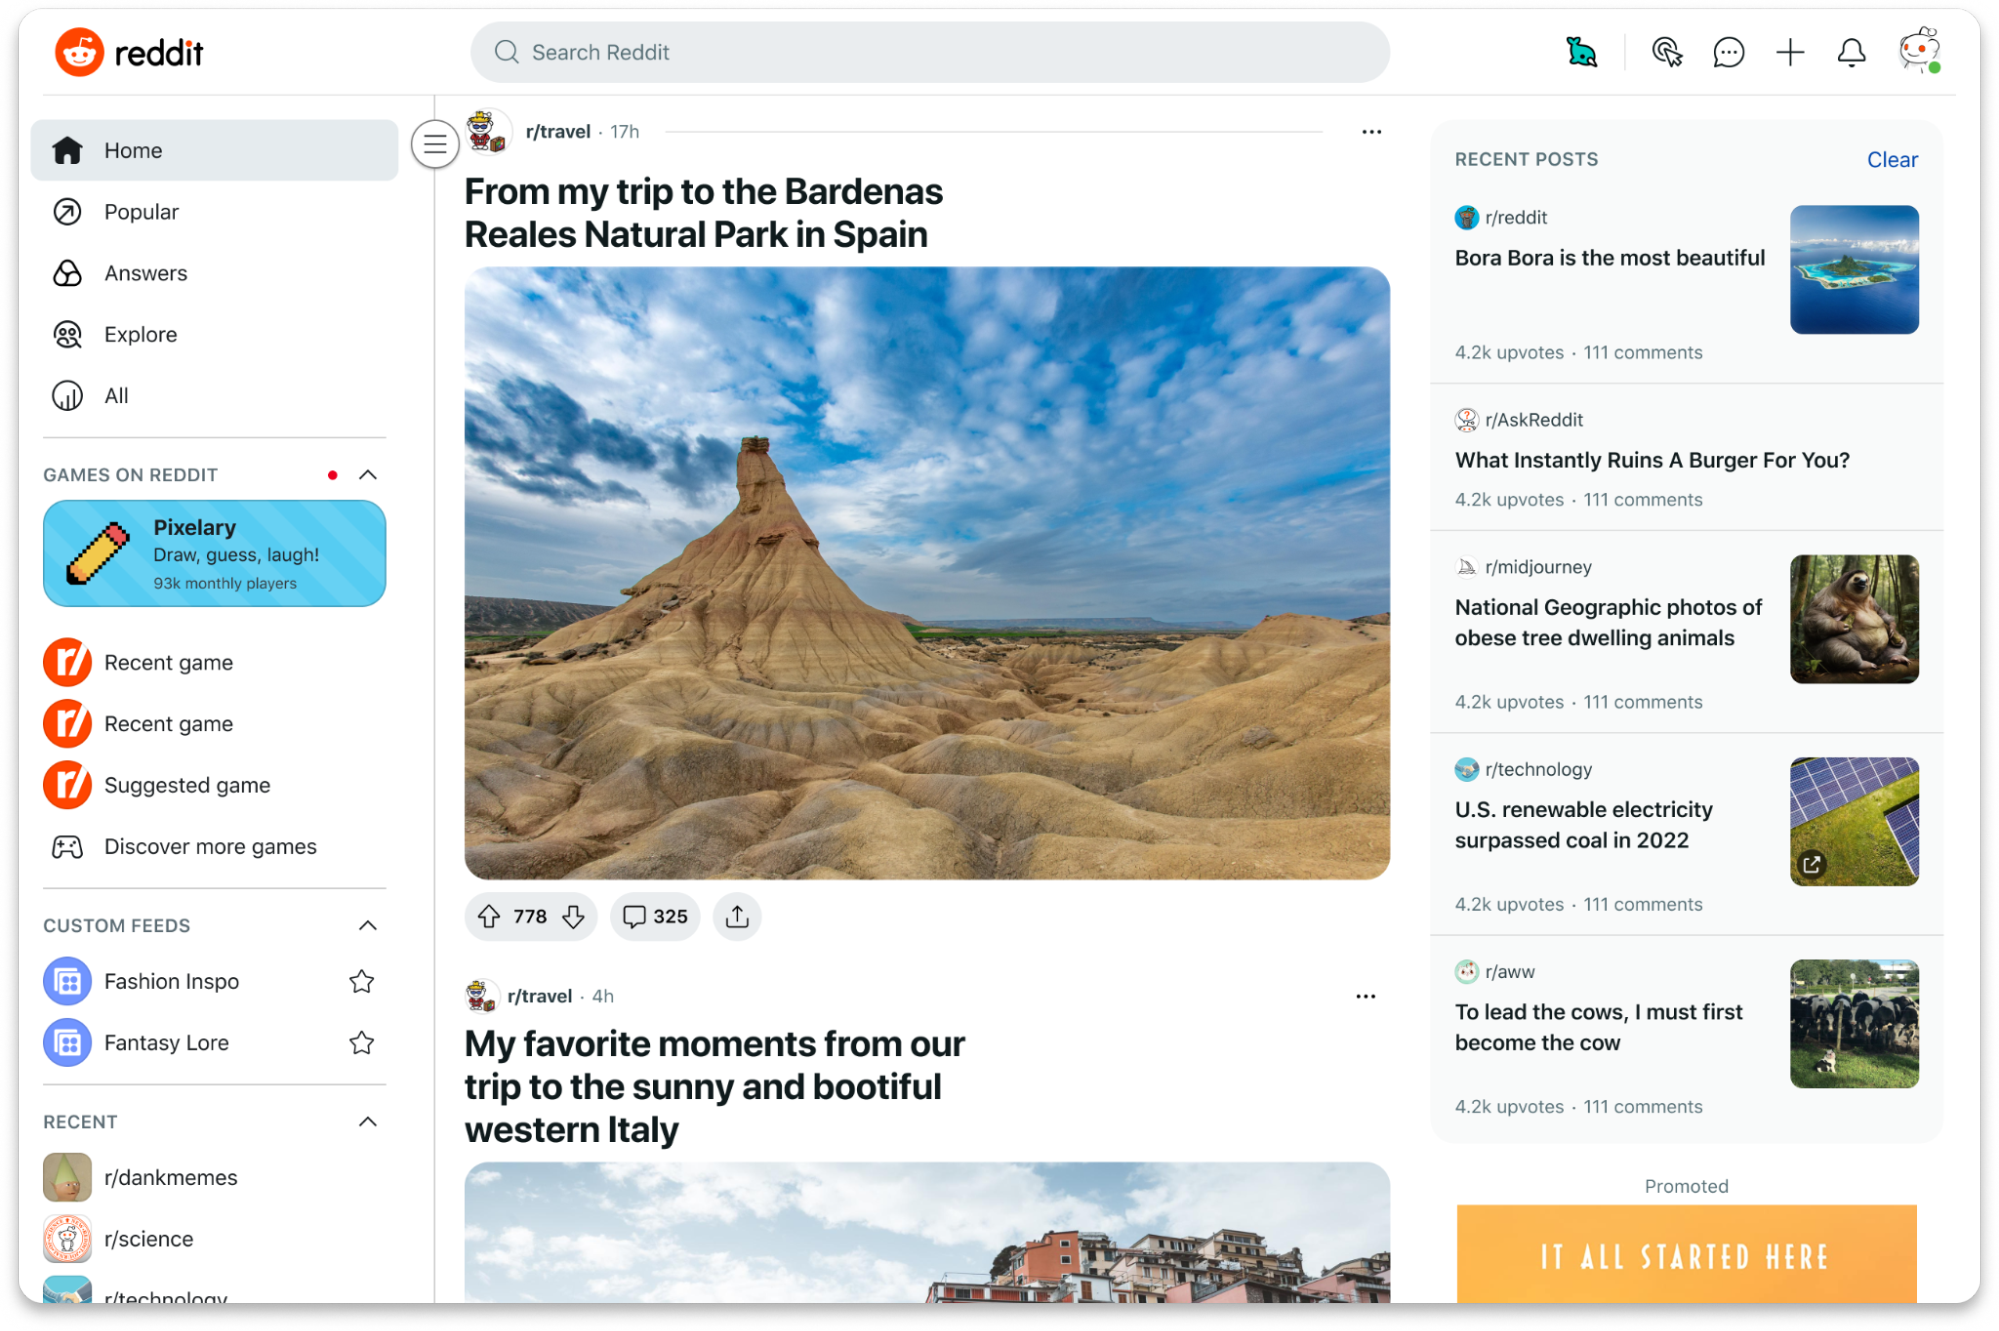 reddit
Search Reddit
Home
Popular
Answers
Explore
All
GAMES ON REDDIT
Pixelary
Draw, guess, laugh!
93k monthly players
r/ Recent game
r/ Recent game
r/ Suggested game
Discover more games
CUSTOM FEEDS
Fashion Inspo
Fantasy Lore
RECENT
r/dankmemes
r/science
r/technology
r/travel · 17h
From my trip to the Bardenas
Reales Natural Park in Spain
778
325
r/travel · 4h
My favorite moments from our
trip to the sunny and bootiful
western Italy
RECENT POSTS
Clear
r/reddit
Bora Bora is the most beautiful
4.2k upvotes · 111 comments
r/AskReddit
What Instantly Ruins A Burger For You?
4.2k upvotes · 111 comments
r/midjourney
National Geographic photos of
obese tree dwelling animals
4.2k upvotes · 111 comments
r/technology
U.S. renewable electricity
surpassed coal in 2022
4.2k upvotes · 111 comments
r/aww
To lead the cows, I must first
become the cow
4.2k upvotes · 111 comments
Promoted
IT ALL STARTED HERE